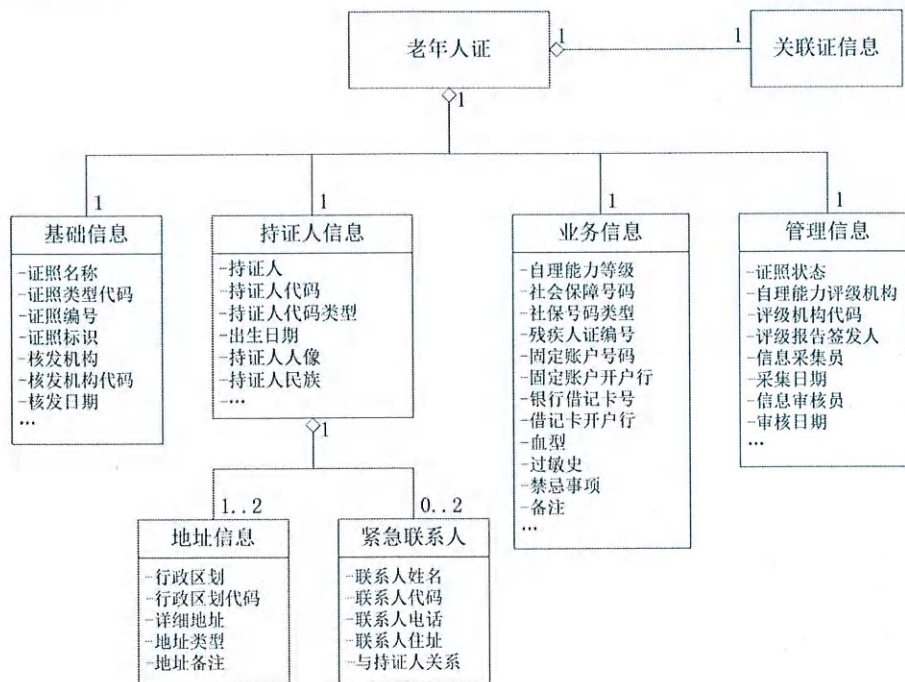 老年人证
1
1
关联证信息
1
1
基础信息
-证照名称
-证照类型代码
-证照编号
-证照标识
-核发机构
-核发机构代码
-核发日期
...
1
持证人信息
-持证人
-持证人代码
-持证人代码类型
-出生日期
-持证人人像
-持证人民族
-...
1
业务信息
-自理能力等级
-社会保障号码
-社保号码类型
-残疾人证编号
-固定账户号码
-固定账户开户行
-银行借记卡号
-借记卡开户行
-血型
-过敏史
-禁忌事项
-备注
...
1
管理信息
-证照状态
-自理能力评级机构
-评级机构代码
-评级报告签发人
-信息采集员
-采集日期
-信息审核员
-审核日期
...
1
1..2
地址信息
-行政区划
-行政区划代码
-详细地址
-地址类型
-地址备注
0..2
紧急联系人
-联系人姓名
-联系人代码
-联系人电话
-联系人住址
-与持证人关系